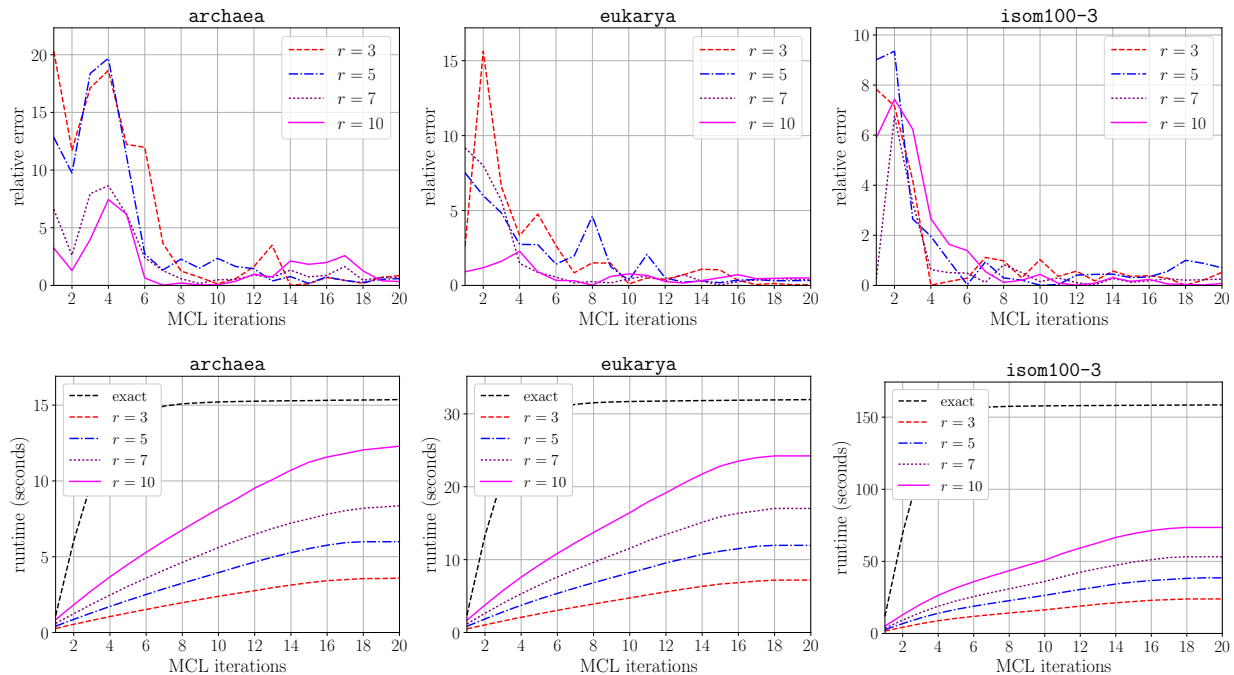 archaea
relative error
20
15
10
5
0
r = 3
r = 5
r = 7
r = 10
2 4 6 8 10 12 14 16 18 20
MCL iterations
eukarya
relative error
15
10
5
0
r = 3
r = 5
r = 7
r = 10
2 4 6 8 10 12 14 16 18 20
MCL iterations
isom100-3
relative error
10
8
6
4
2
0
r = 3
r = 5
r = 7
r = 10
2 4 6 8 10 12 14 16 18 20
MCL iterations
archaea
runtime (seconds)
15
10
5
0
exact
r = 3
r = 5
r = 7
r = 10
2 4 6 8 10 12 14 16 18 20
MCL iterations
eukarya
runtime (seconds)
30
20
10
0
exact
r = 3
r = 5
r = 7
r = 10
2 4 6 8 10 12 14 16 18 20
MCL iterations
isom100-3
runtime (seconds)
150
100
50
0
exact
r = 3
r = 5
r = 7
r = 10
2 4 6 8 10 12 14 16 18 20
MCL iterations